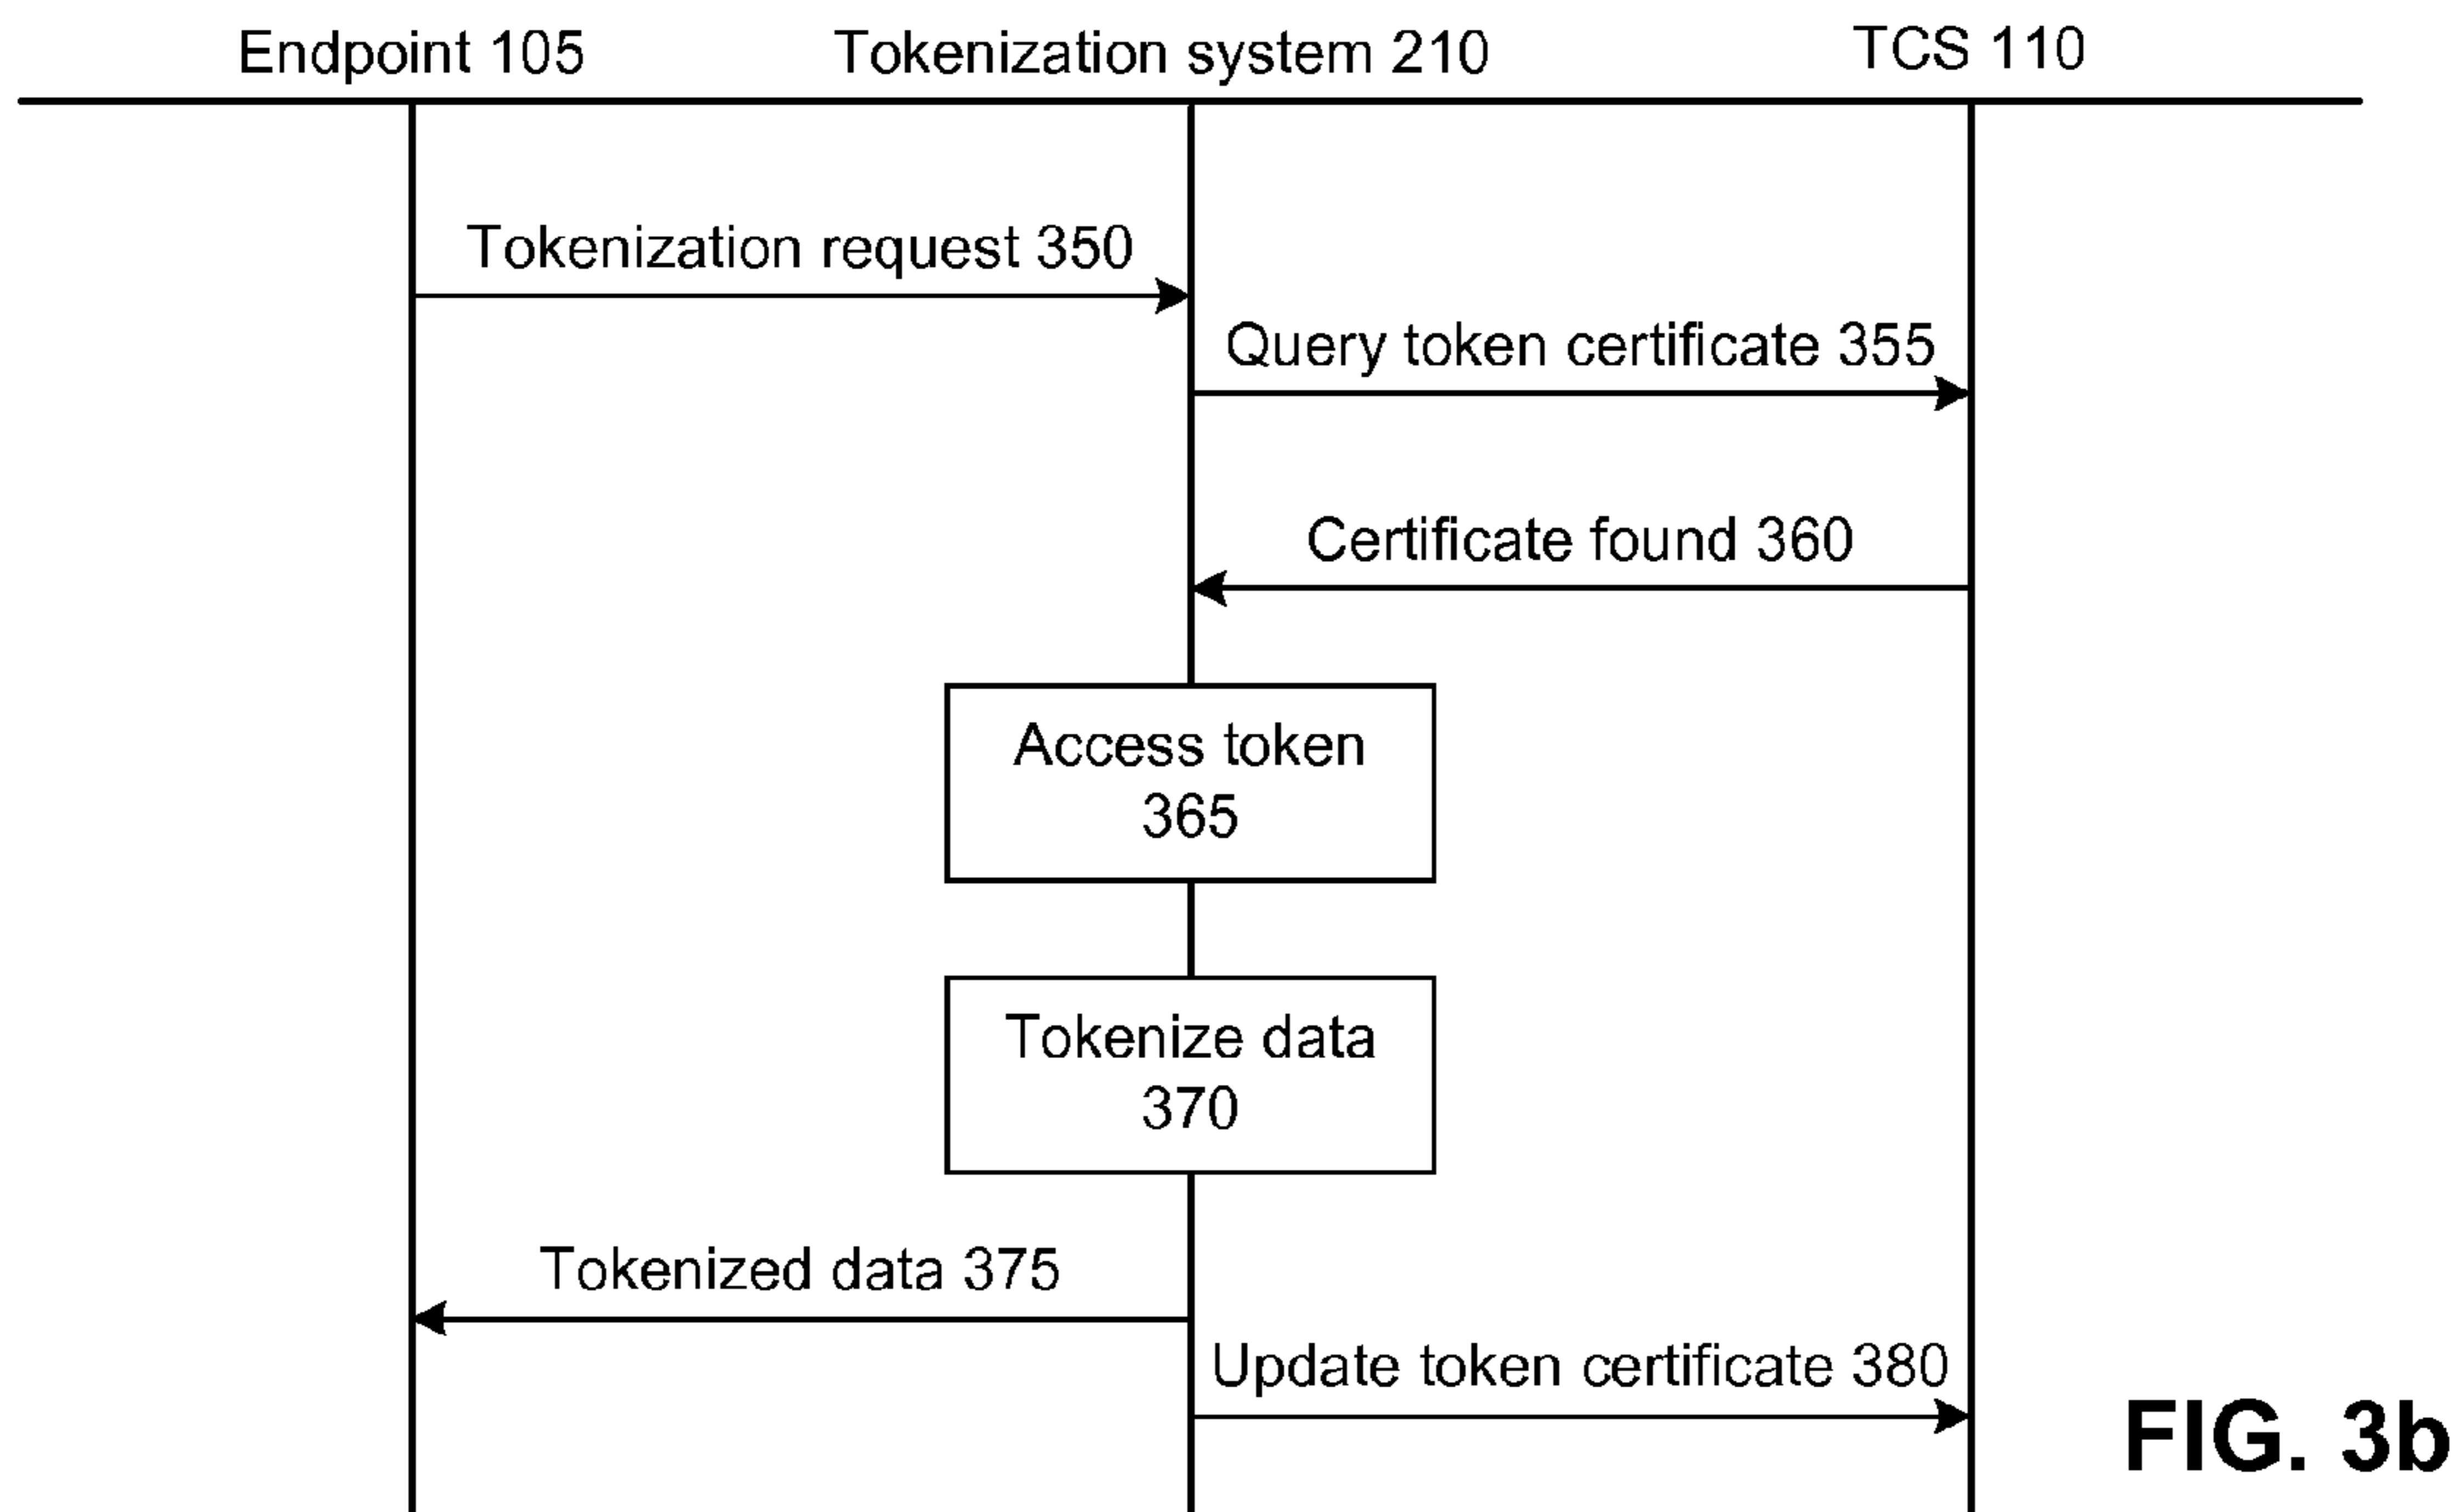 Endpoint 105
Tokenization system 210
TCS 110
Tokenization request 350
Query token certificate 355
Certificate found 360
Access token
365
Tokenize data
370
Tokenized data 375
Update token certificate 380
FIG. 3b